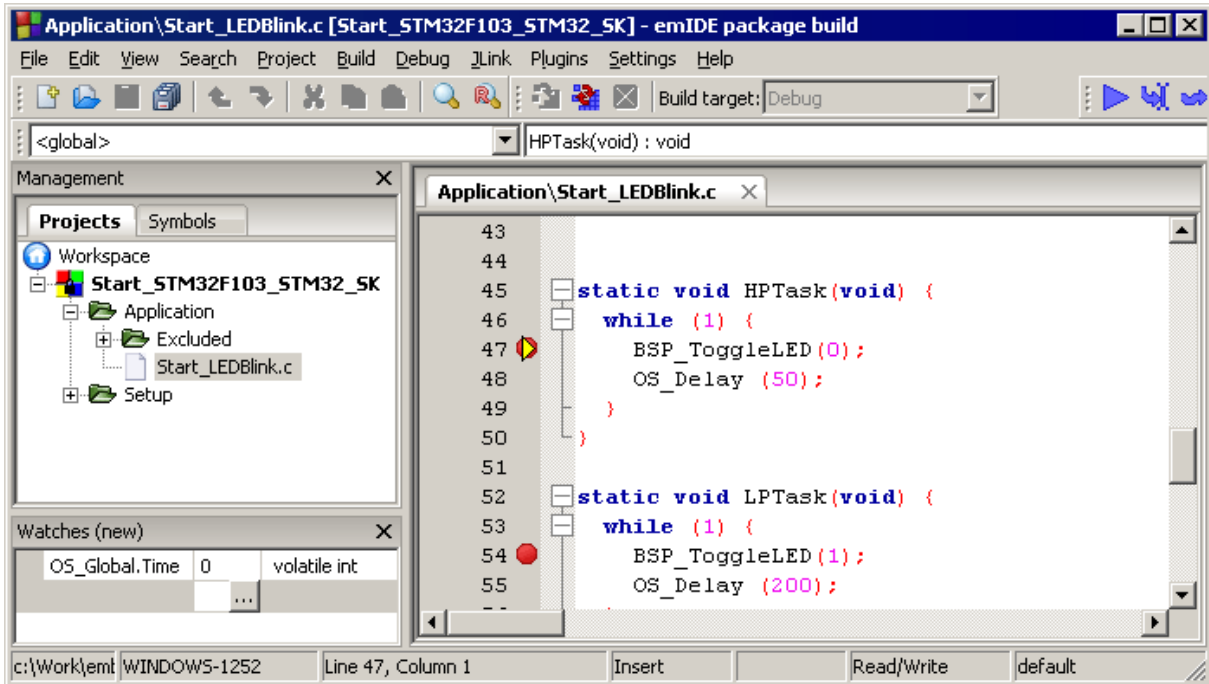 Application\Start_LEDBlink.c [Start_STM32F103_STM32_SK] - emIDE package build
File Edit View Search Project Build Debug JLink Plugins Settings Help
Build target: Debug
<global> HPTask(void) : void
Management
Projects Symbols
Workspace
Start_STM32F103_STM32_SK
Application
Excluded
Start_LEDBlink.c
Setup
Watches (new)
OS_Global.Time 0 volatile int
...
Application\Start_LEDBlink.c
43
44
45 static void HPTask(void) {
46 while (1) {
47 BSP_ToggleLED(0);
48 OS_Delay (50);
49 }
50 }
51
52 static void LPTask(void) {
53 while (1) {
54 BSP_ToggleLED(1);
55 OS_Delay (200);
c:\Work\emb WINDOWS-1252 Line 47, Column 1 Insert Read/Write default